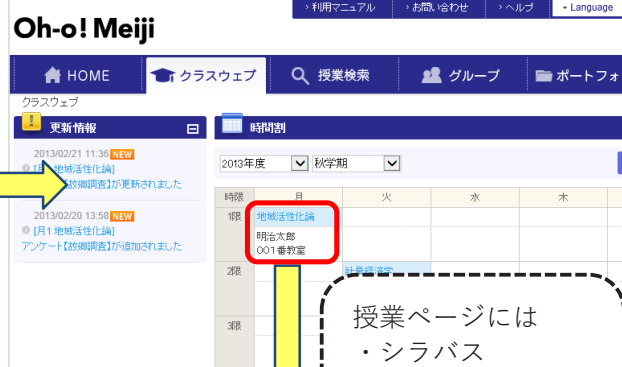 ›利用マニュアル ›お問い合わせ ›ヘルプ Language
Oh-o! Meiji
HOME クラスウェブ 授業検索 グループ ポートフォ
クラスウェブ
更新情報
2013/02/21 11:36 NEW
地域活性化論]
【故郷調査】が更新されました
2013/02/20 13:58 NEW
[月1 地域活性化論]
アンケート【故郷調査】が追加されました
時間割
2013年度 秋学期
時限 月 火 水 木
1限 地域活性化論
明治太郎
001番教室
2限 計量経済学
3限
授業ページには
・シラバス